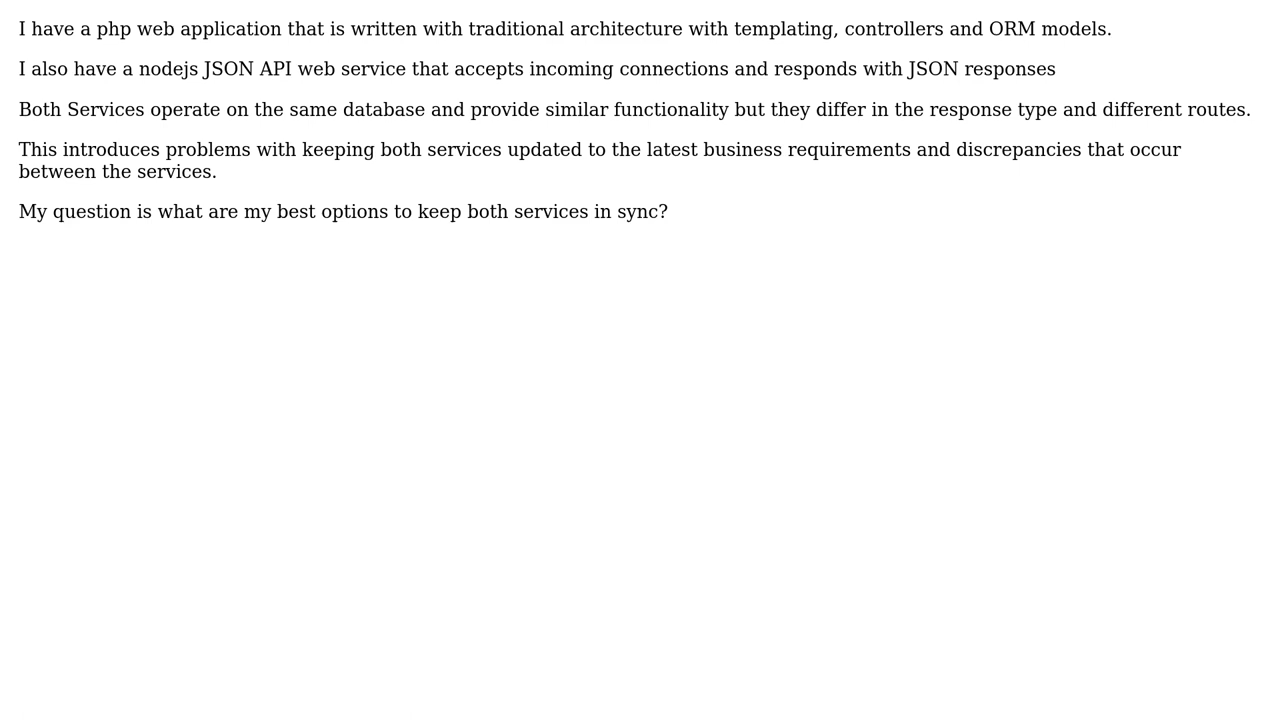 I have a php web application that is written with traditional architecture with templating, controllers and ORM models.
I also have a nodejs JSON API web service that accepts incoming connections and responds with JSON responses
Both Services operate on the same database and provide similar functionality but they differ in the response type and different routes.
This introduces problems with keeping both services updated to the latest business requirements and discrepancies that occur
between the services.
My question is what are my best options to keep both services in sync?